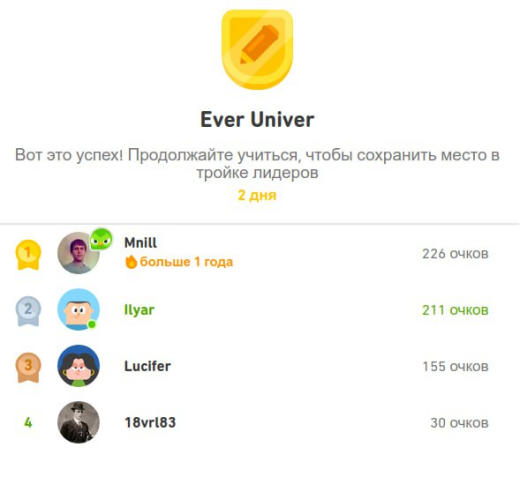 Ever Univer
Вот это успех! Продолжайте учиться, чтобы сохранить место в
тройке лидеров
2 дня
1 Mnill 226 очков
больше 1 года
2 Ilyar 211 очков
3 Lucifer 155 очков
4 18vrl83 30 очков